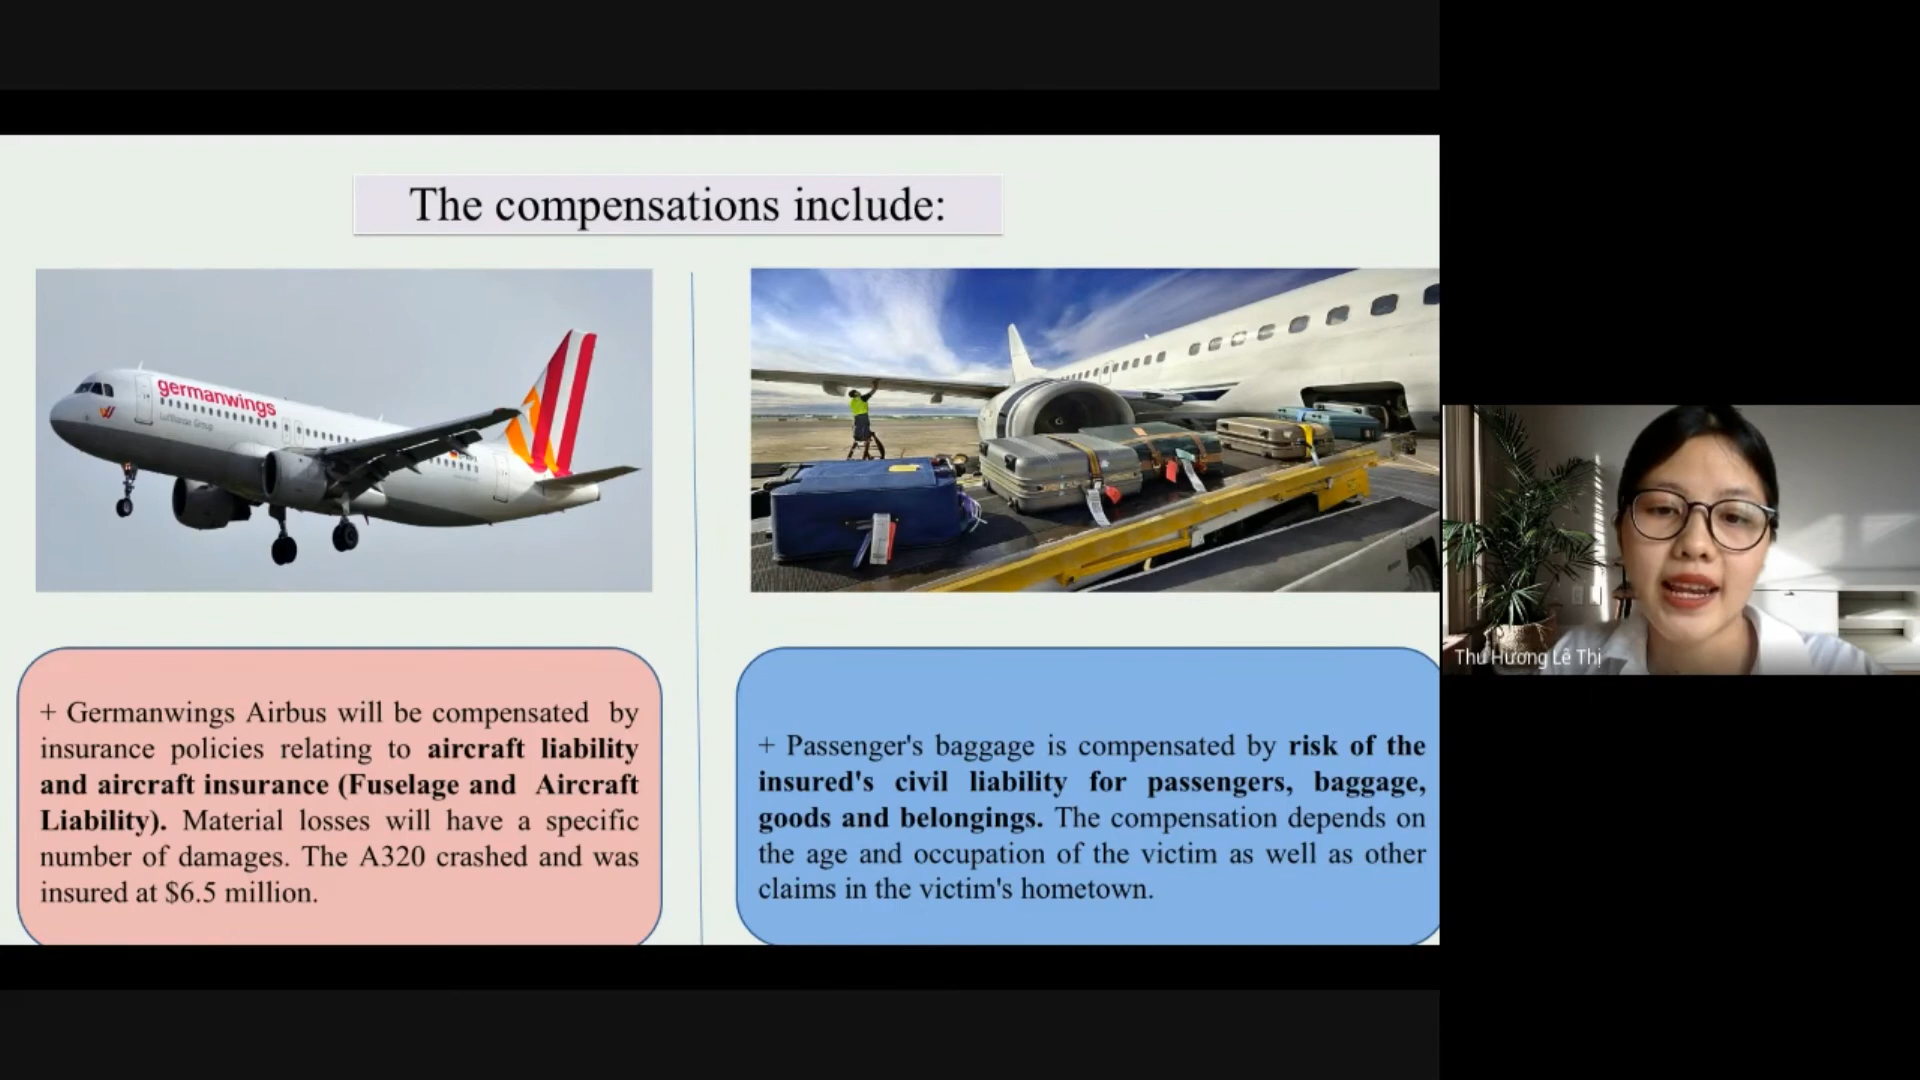 The compensations include:
germanwings
Lufthansa Group
+ Germanwings Airbus will be compensated by
insurance policies relating to aircraft liability
and aircraft insurance (Fuselage and Aircraft
Liability). Material losses will have a specific
number of damages. The A320 crashed and was
insured at $6.5 million.
+ Passenger's baggage is compensated by risk of the
insured's civil liability for passengers, baggage,
goods and belongings. The compensation depends on
the age and occupation of the victim as well as other
claims in the victim's hometown.
Thu Hương Lê Thị